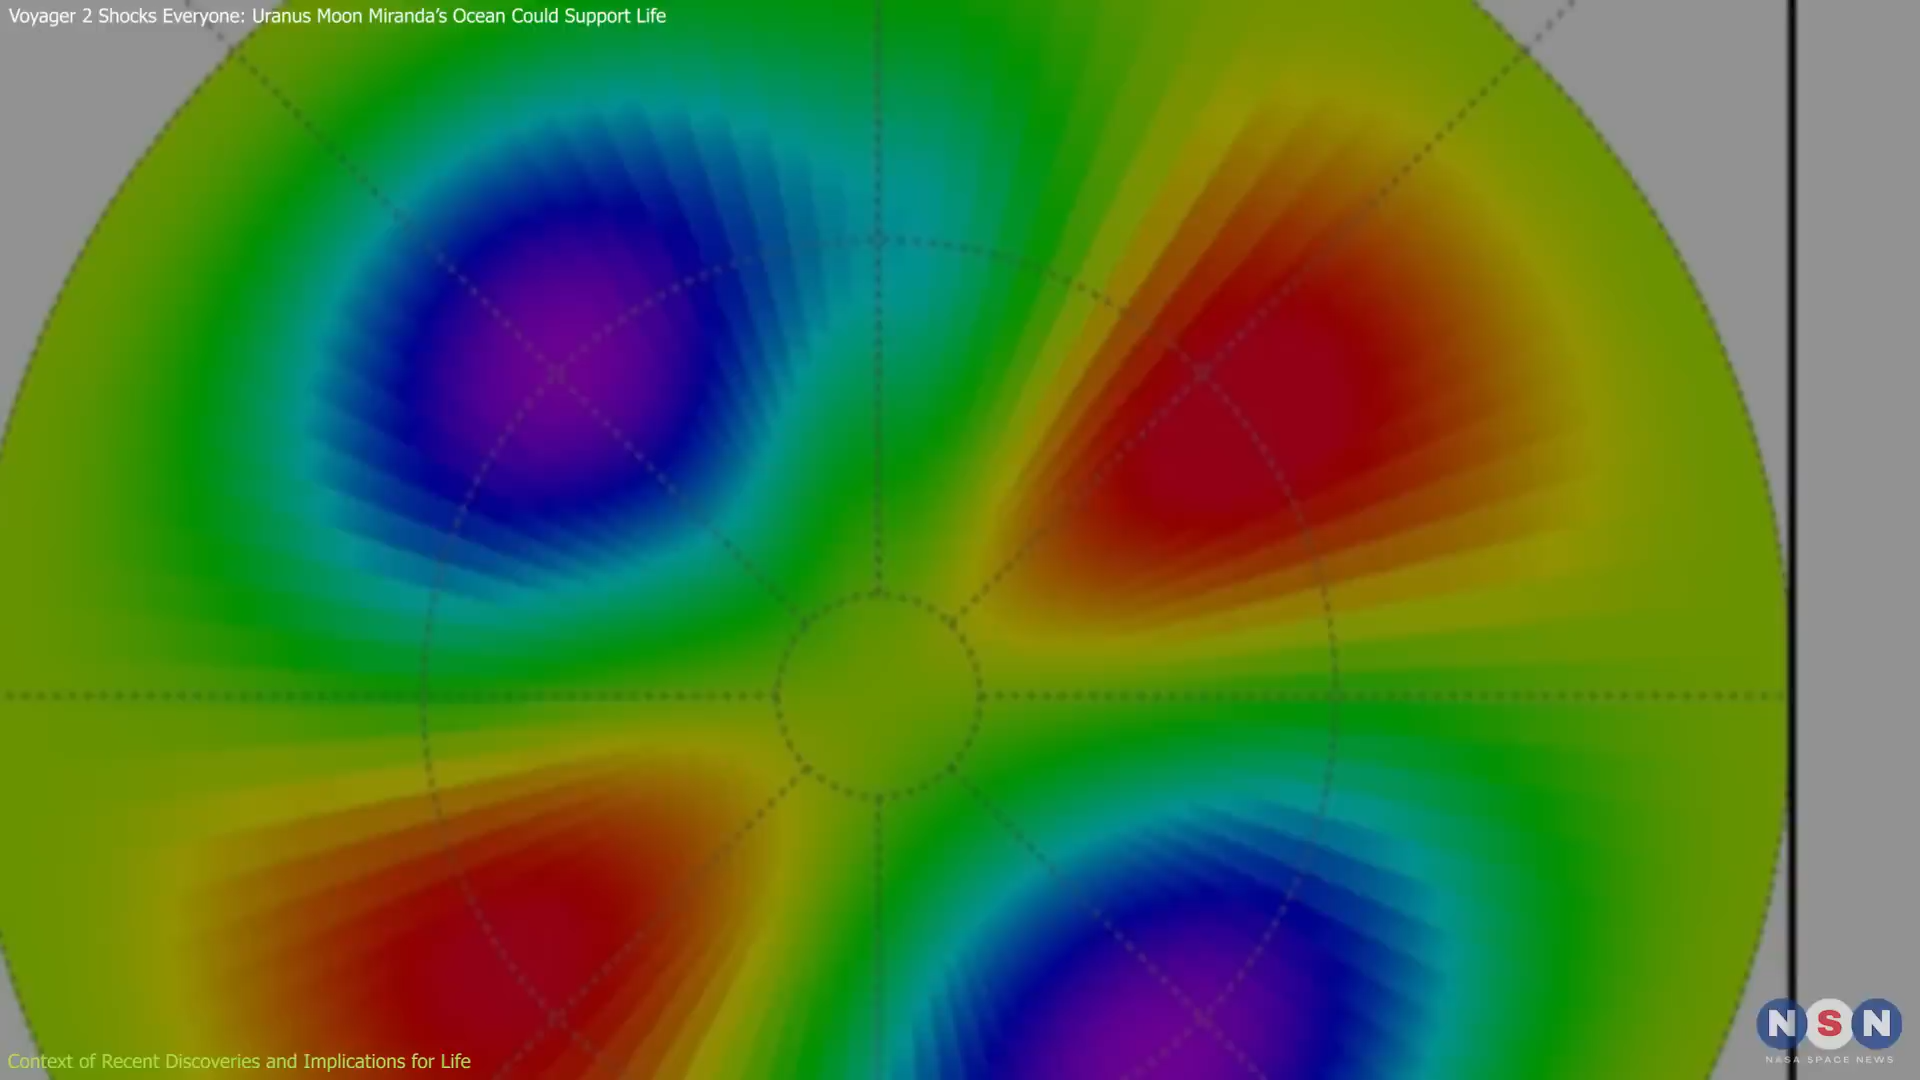 Voyager 2 Shocks Everyone: Uranus Moon Miranda’s Ocean Could Support Life
NSN
NASA SPACE NEWS
Context of Recent Discoveries and Implications for Life